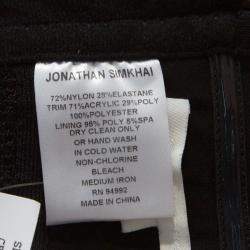 JONATHAN SIMKHAI
72%NYLON 28%ELASTANE
TRIM 71%ACRYLIC 29%POLY
100%POLYESTER
LINING 95% POLY 5%SPA
DRY CLEAN ONLY
OR HAND WASH
IN COLD WATER
NON-CHLORINE
BLEACH
MEDIUM IRON
RN 94992
MADE IN CHINA